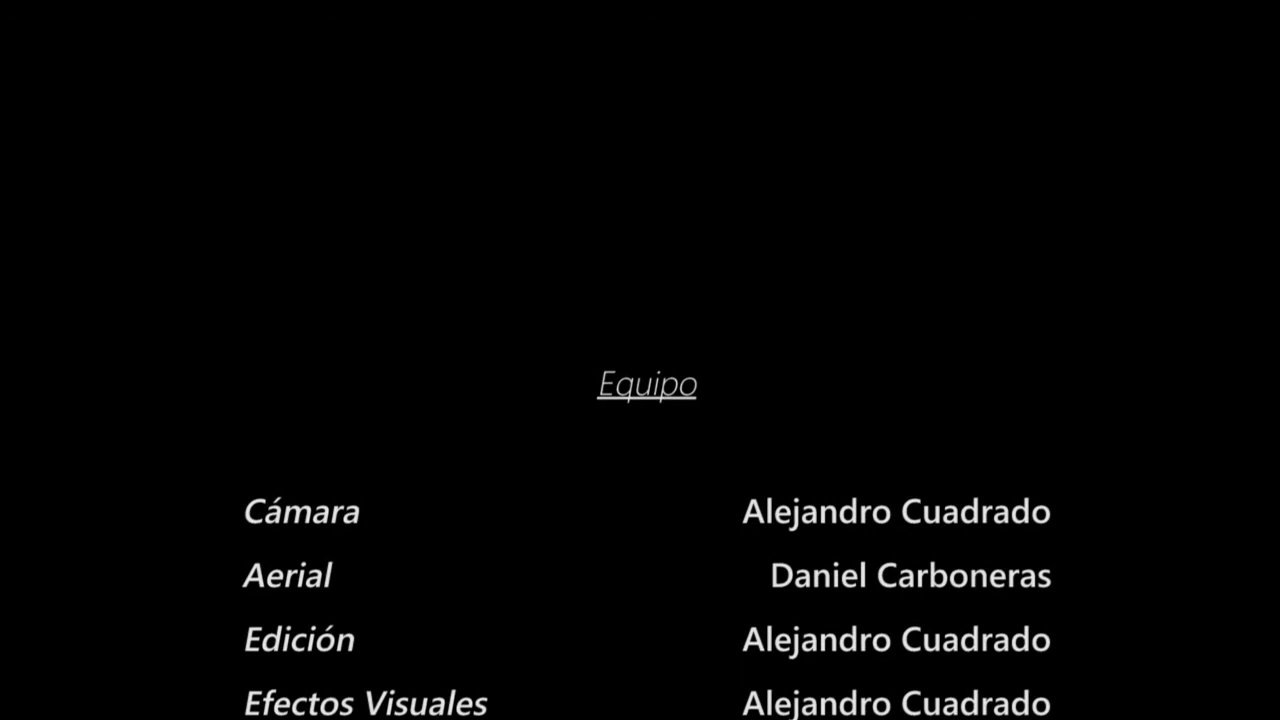 Equipo
Cámara Alejandro Cuadrado
Aerial Daniel Carboneras
Edición Alejandro Cuadrado
Efectos Visuales Alejandro Cuadrado